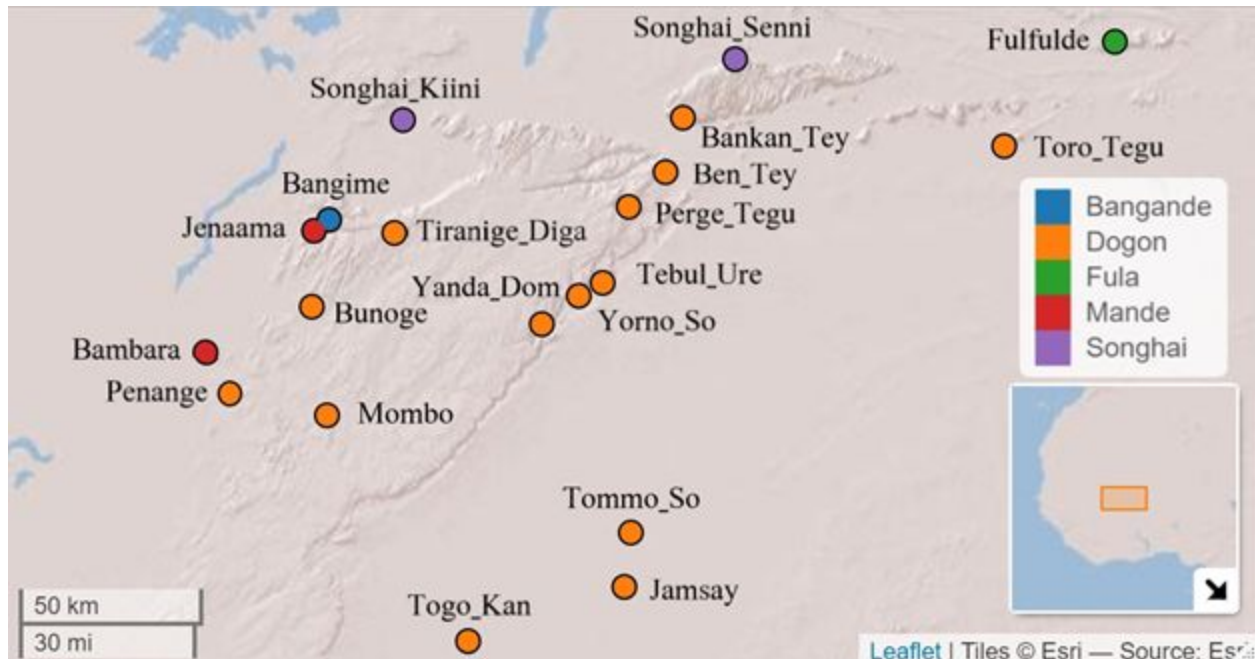 Songhai_Senni
Fulfulde
Songhai_Kiini
Bankan_Tey
Toro_Tegu
Ben_Tey
Bangime
Perge_Tegu
Jenaama
Tiranige_Diga
Tebul_Ure
Yanda_Dom
Bunoge
Yorno_So
Bambara
Penange
Mombo
Tommo_So
Jamsay
Togo_Kan
Bangande
Dogon
Fula
Mande
Songhai
50 km
30 mi
Leaflet | Tiles © Esri — Source: